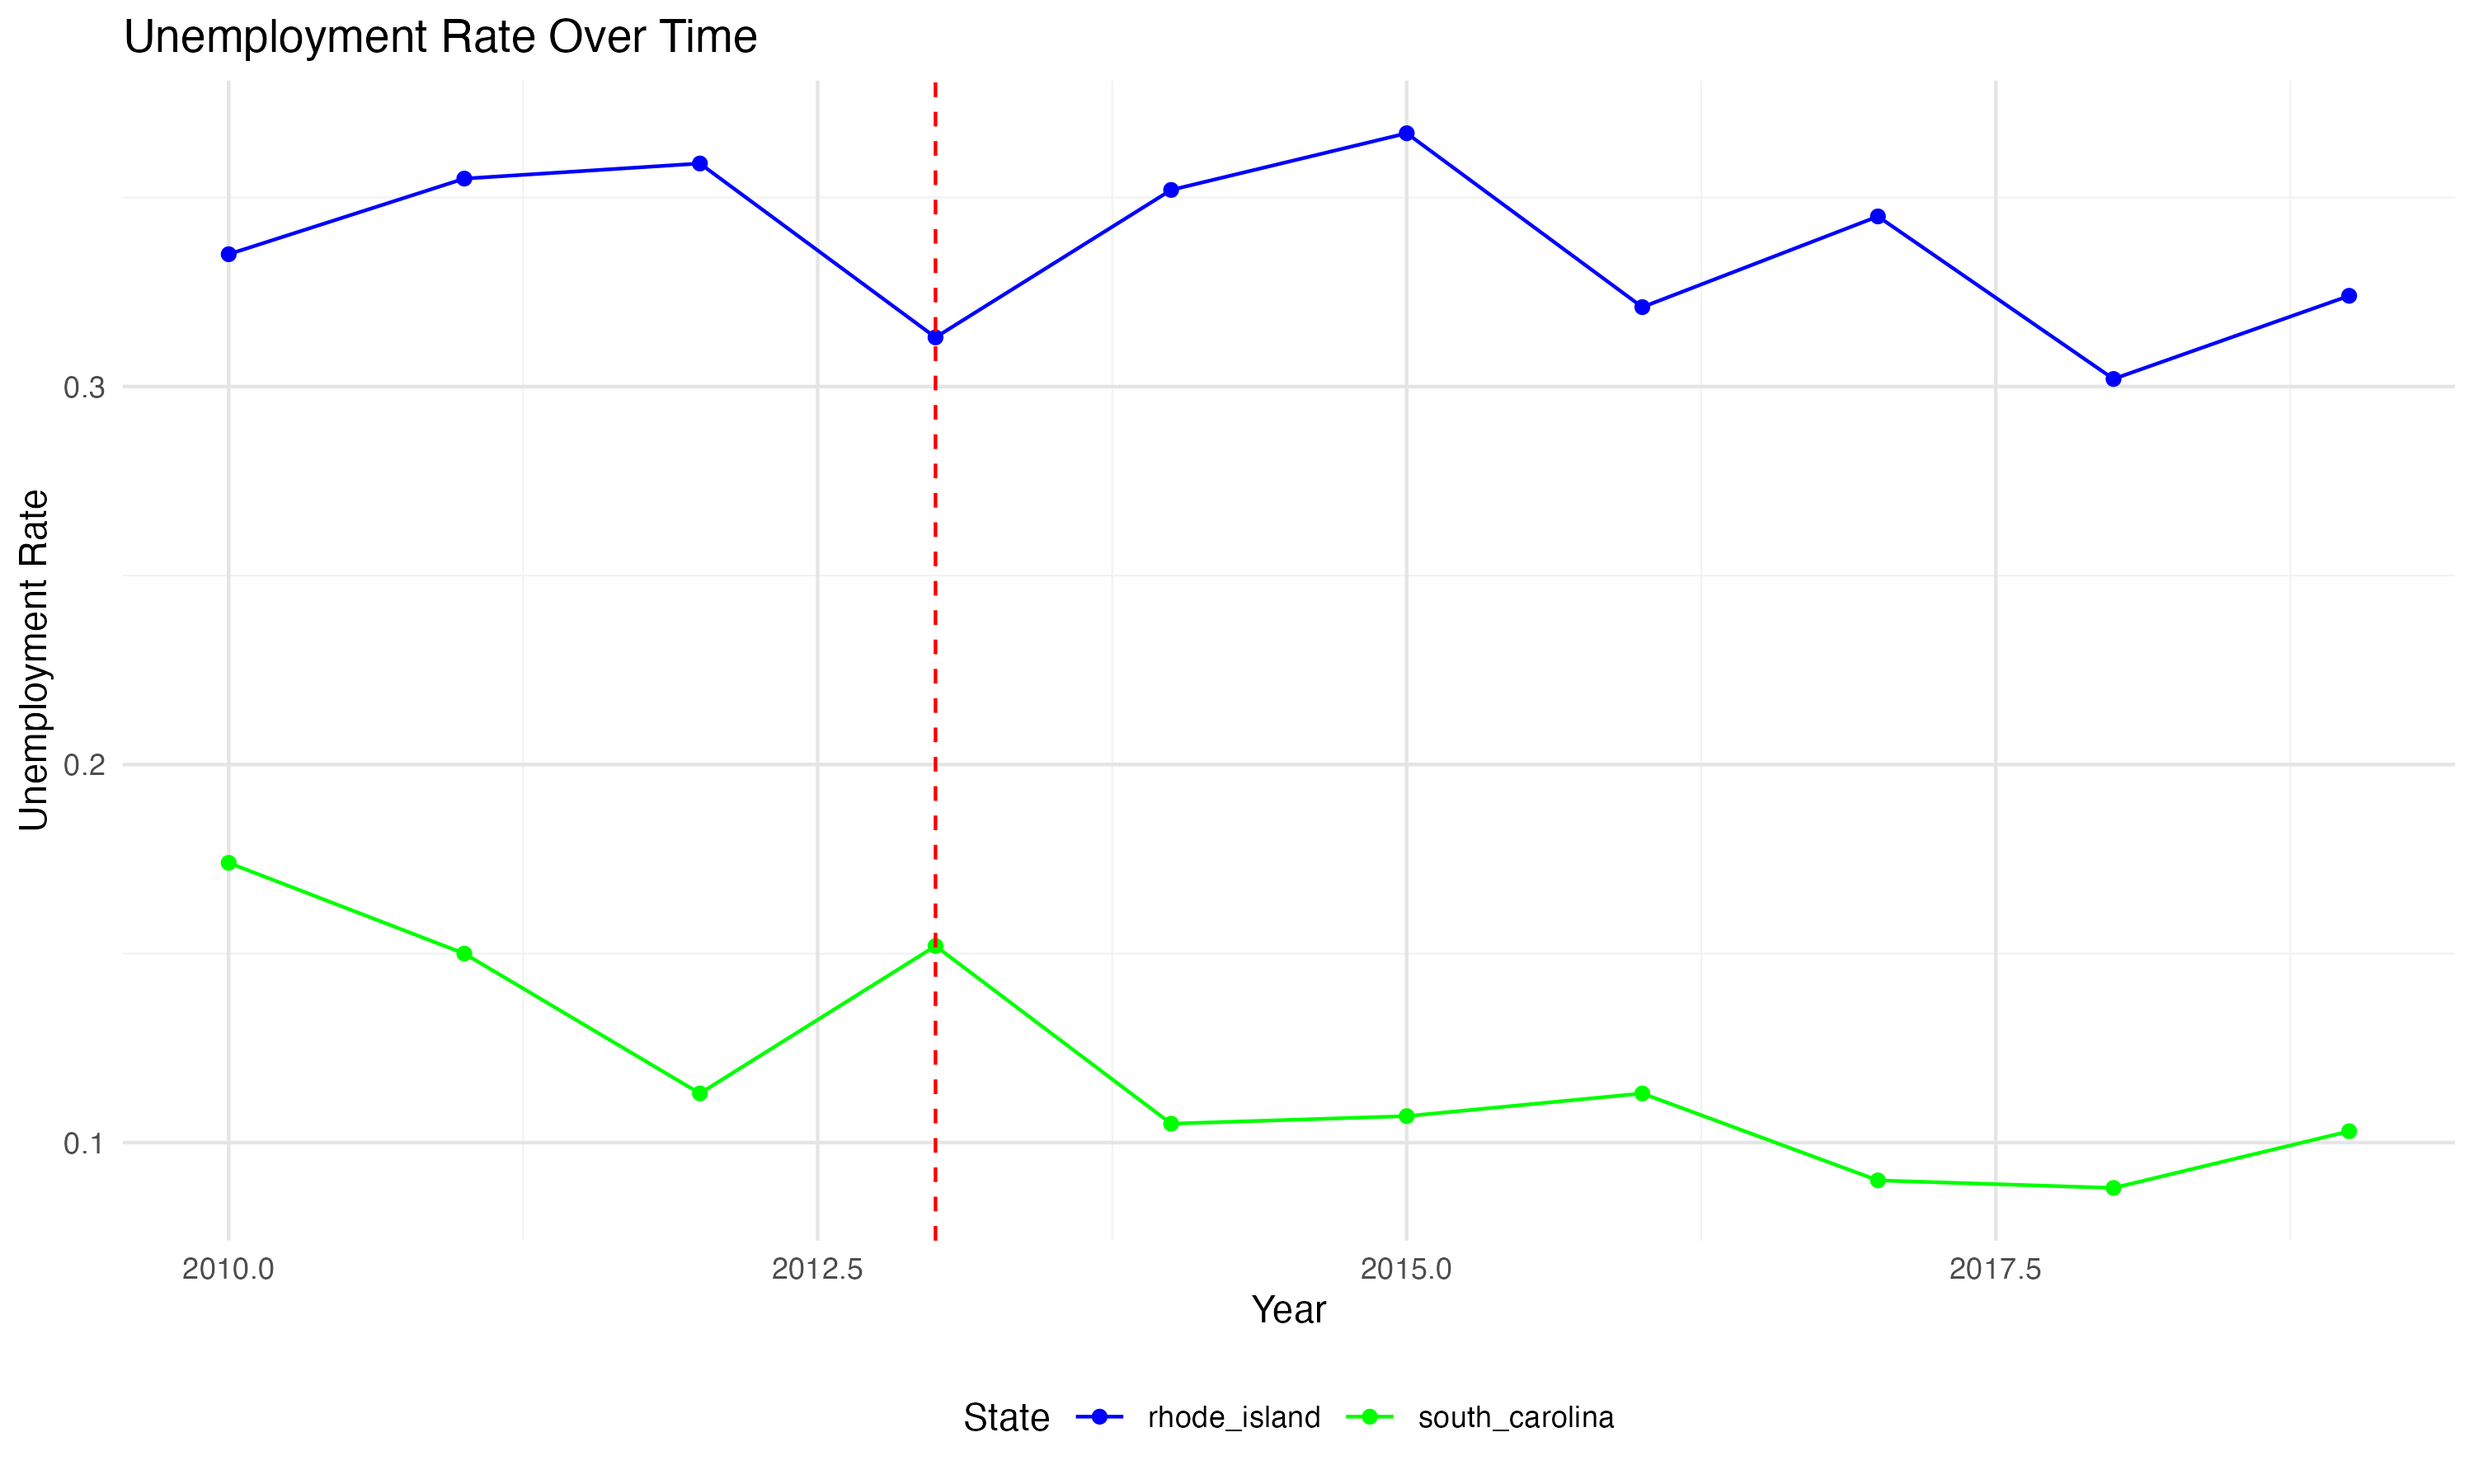 Unemployment Rate Over Time
Unemployment Rate
0.3
0.2
0.1
2010.0 2012.5 2015.0 2017.5
Year
State rhode_island south_carolina